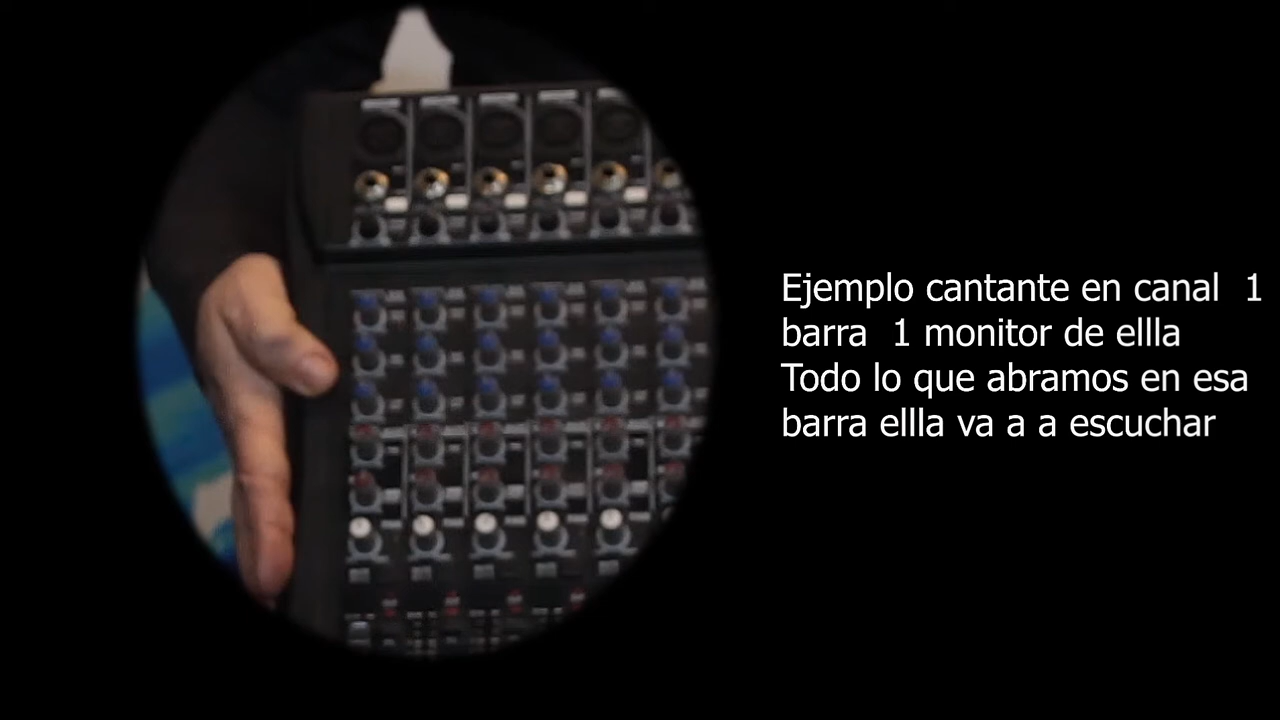 Ejemplo cantante en canal  1
barra  1 monitor de ellla
Todo lo que abramos en esa
barra ellla va a a escuchar